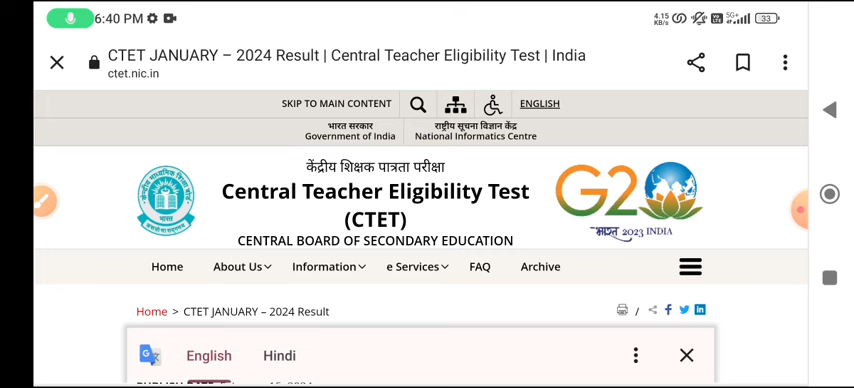 6:40 PM
4.15
KB/s
5G+
33
CTET JANUARY – 2024 Result | Central Teacher Eligibility Test | India
ctet.nic.in
SKIP TO MAIN CONTENT
ENGLISH
भारत सरकार
Government of India
राष्ट्रीय सूचना विज्ञान केंद्र
National Informatics Centre
केंद्रीय शिक्षक पात्रता परीक्षा
Central Teacher Eligibility Test
(CTET)
CENTRAL BOARD OF SECONDARY EDUCATION
G20
भारत 2023 INDIA
Home About Us Information e Services FAQ Archive
Home > CTET JANUARY – 2024 Result
/
English Hindi